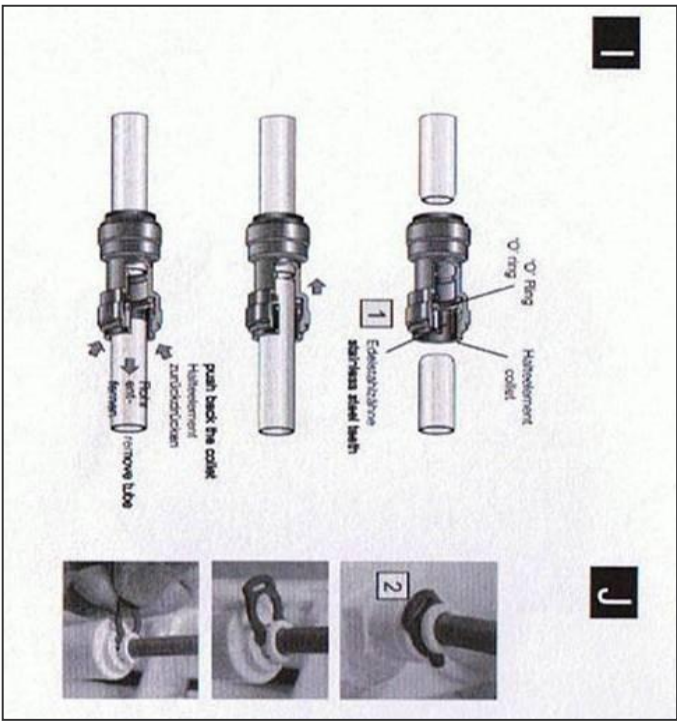 I
'O' Ring
'O' ring
Halteelement
collet
1
Edelstahlzähne
stainless steel teeth
push back the collet
Halteelement
zurückdrücken
Rohr
ent-
fernen
remove tube
J
2